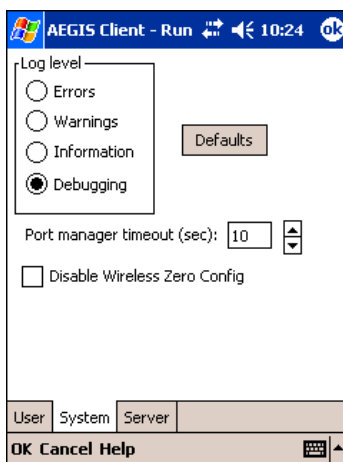 AEGIS Client - Run 10:24 ok
Log level
Errors
Warnings
Information
Debugging
Defaults
Port manager timeout (sec): 10
Disable Wireless Zero Config
User System Server
OK Cancel Help